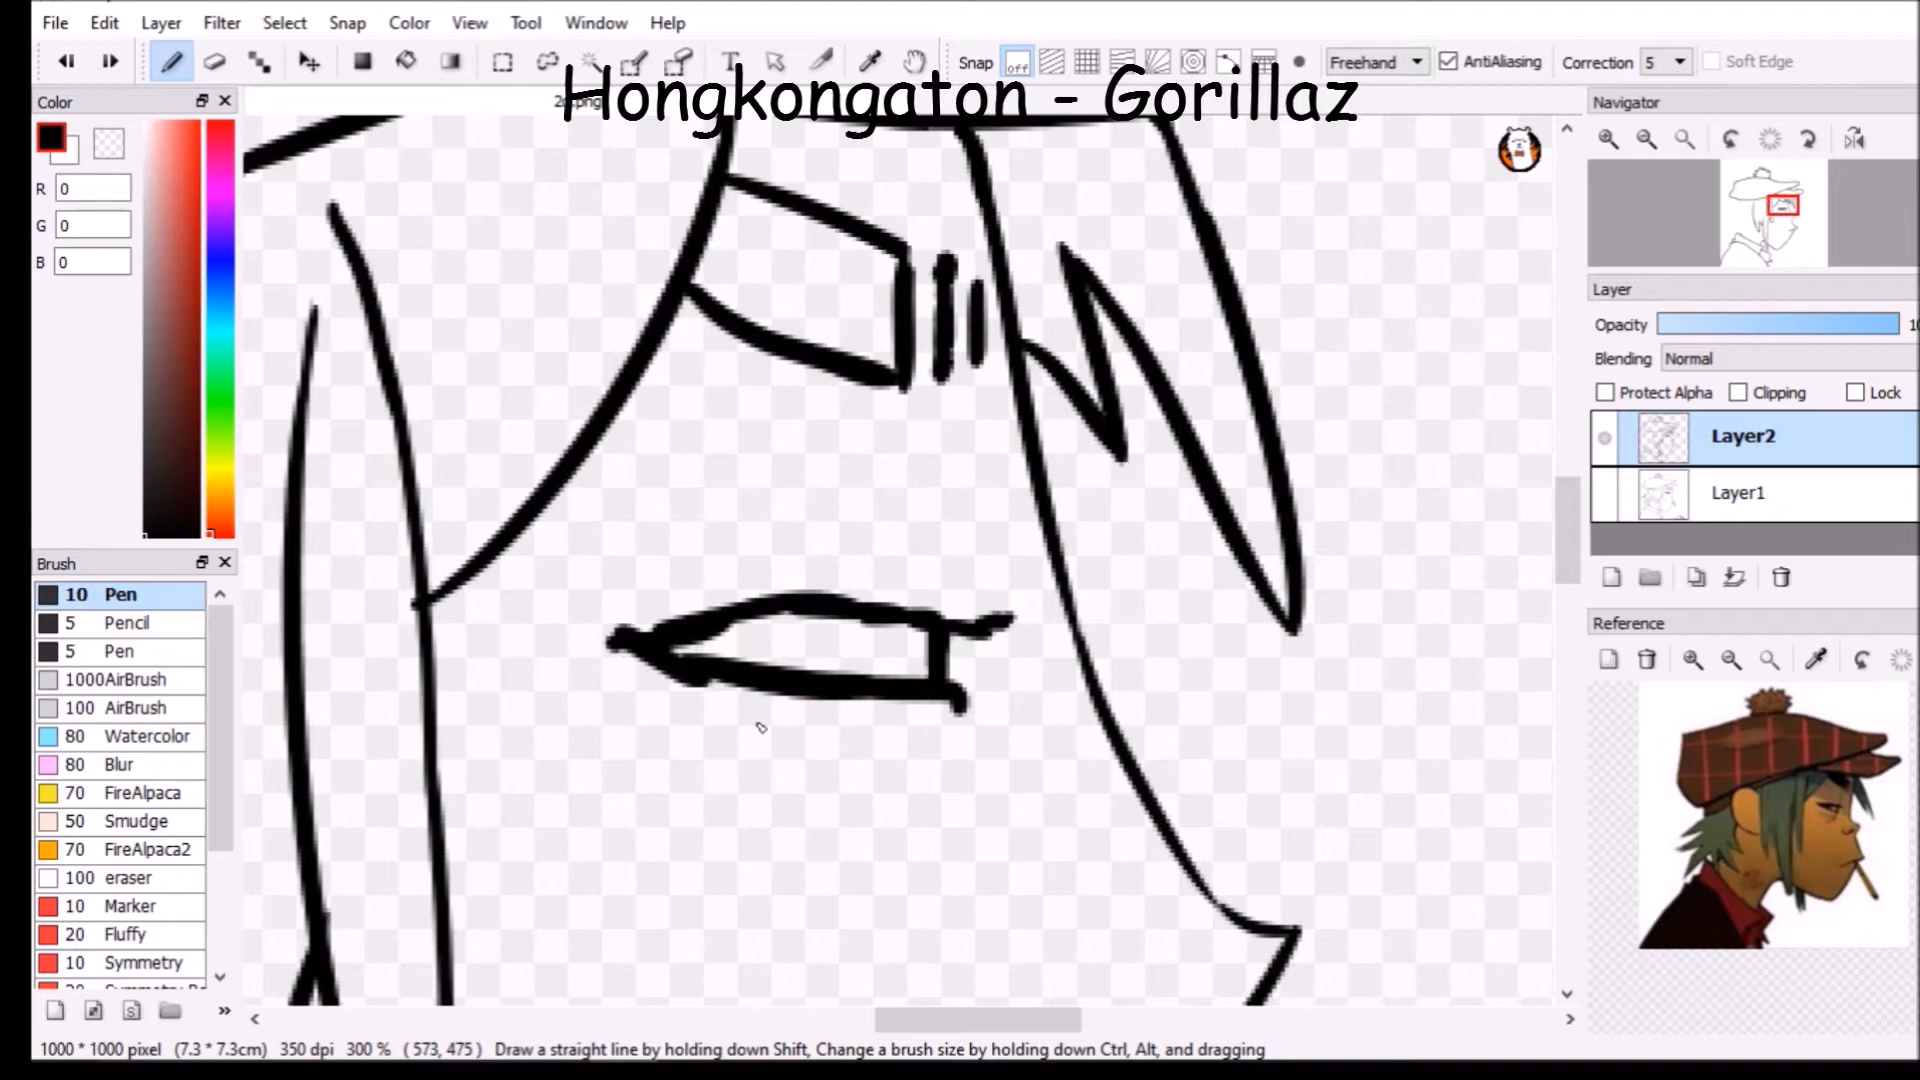 File Edit Layer Filter Select Snap Color View Tool Window Help
Snap off Freehand AntiAliasing Correction 5 Soft Edge
Color
Hongkongaton - Gorillaz
Navigator
R 0
G 0
B 0
Layer
Opacity
Blending Normal
Protect Alpha Clipping Lock
Layer2
Layer1
Brush
10 Pen
5 Pencil
5 Pen
1000 AirBrush
100 AirBrush
80 Watercolor
80 Blur
70 FireAlpaca
50 Smudge
70 FireAlpaca2
100 eraser
10 Marker
20 Fluffy
10 Symmetry
Reference
1000 * 1000 pixel (7.3 * 7.3cm) 350 dpi 300 % ( 573, 475 ) Draw a straight line by holding down Shift, Change a brush size by holding down Ctrl, Alt, and dragging